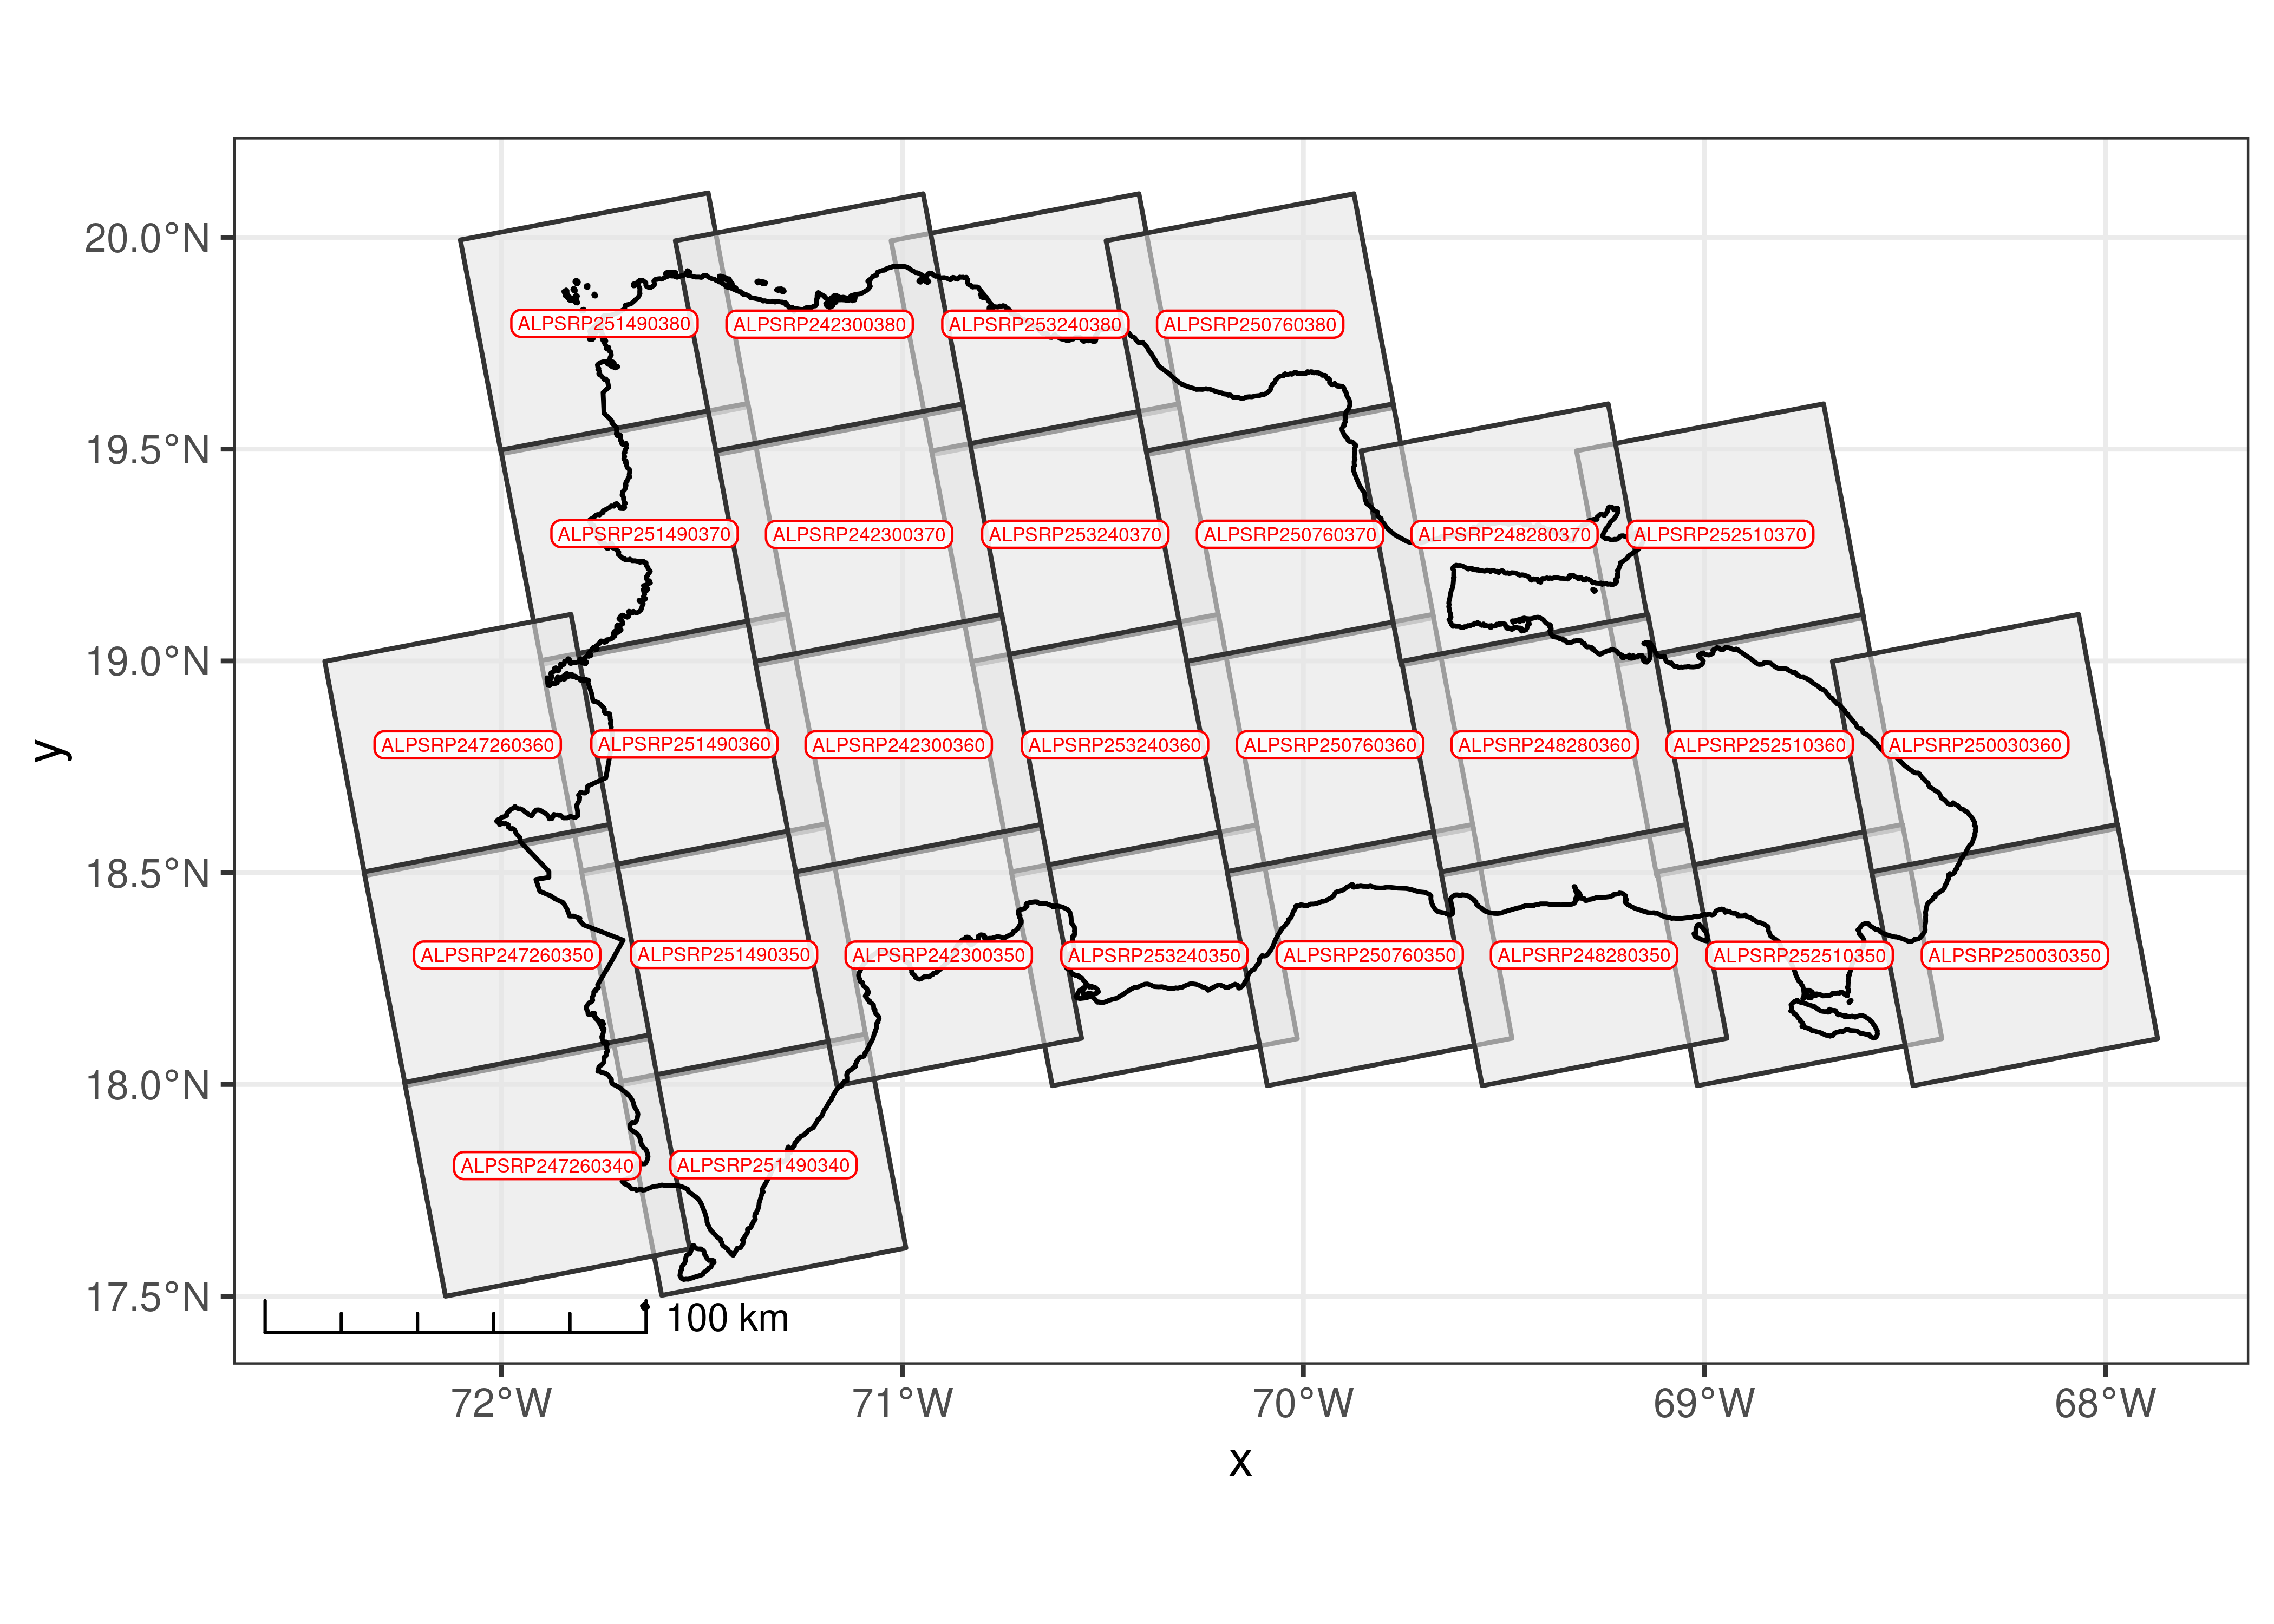 20.0°N
ALPSRP251490380
ALPSRP242300380
ALPSRP253240380
ALPSRP250760380
19.5°N
ALPSRP251490370
ALPSRP242300370
ALPSRP253240370
ALPSRP250760370
ALPSRP248280370
ALPSRP252510370
19.0°N
y
ALPSRP247260360
ALPSRP251490360
ALPSRP242300360
ALPSRP253240360
ALPSRP250760360
ALPSRP248280360
ALPSRP252510360
ALPSRP250030360
18.5°N
ALPSRP247260350
ALPSRP251490350
ALPSRP242300350
ALPSRP253240350
ALPSRP250760350
ALPSRP248280350
ALPSRP252510350
ALPSRP250030350
18.0°N
ALPSRP247260340
ALPSRP251490340
17.5°N
100 km
72°W
71°W
70°W
69°W
68°W
x